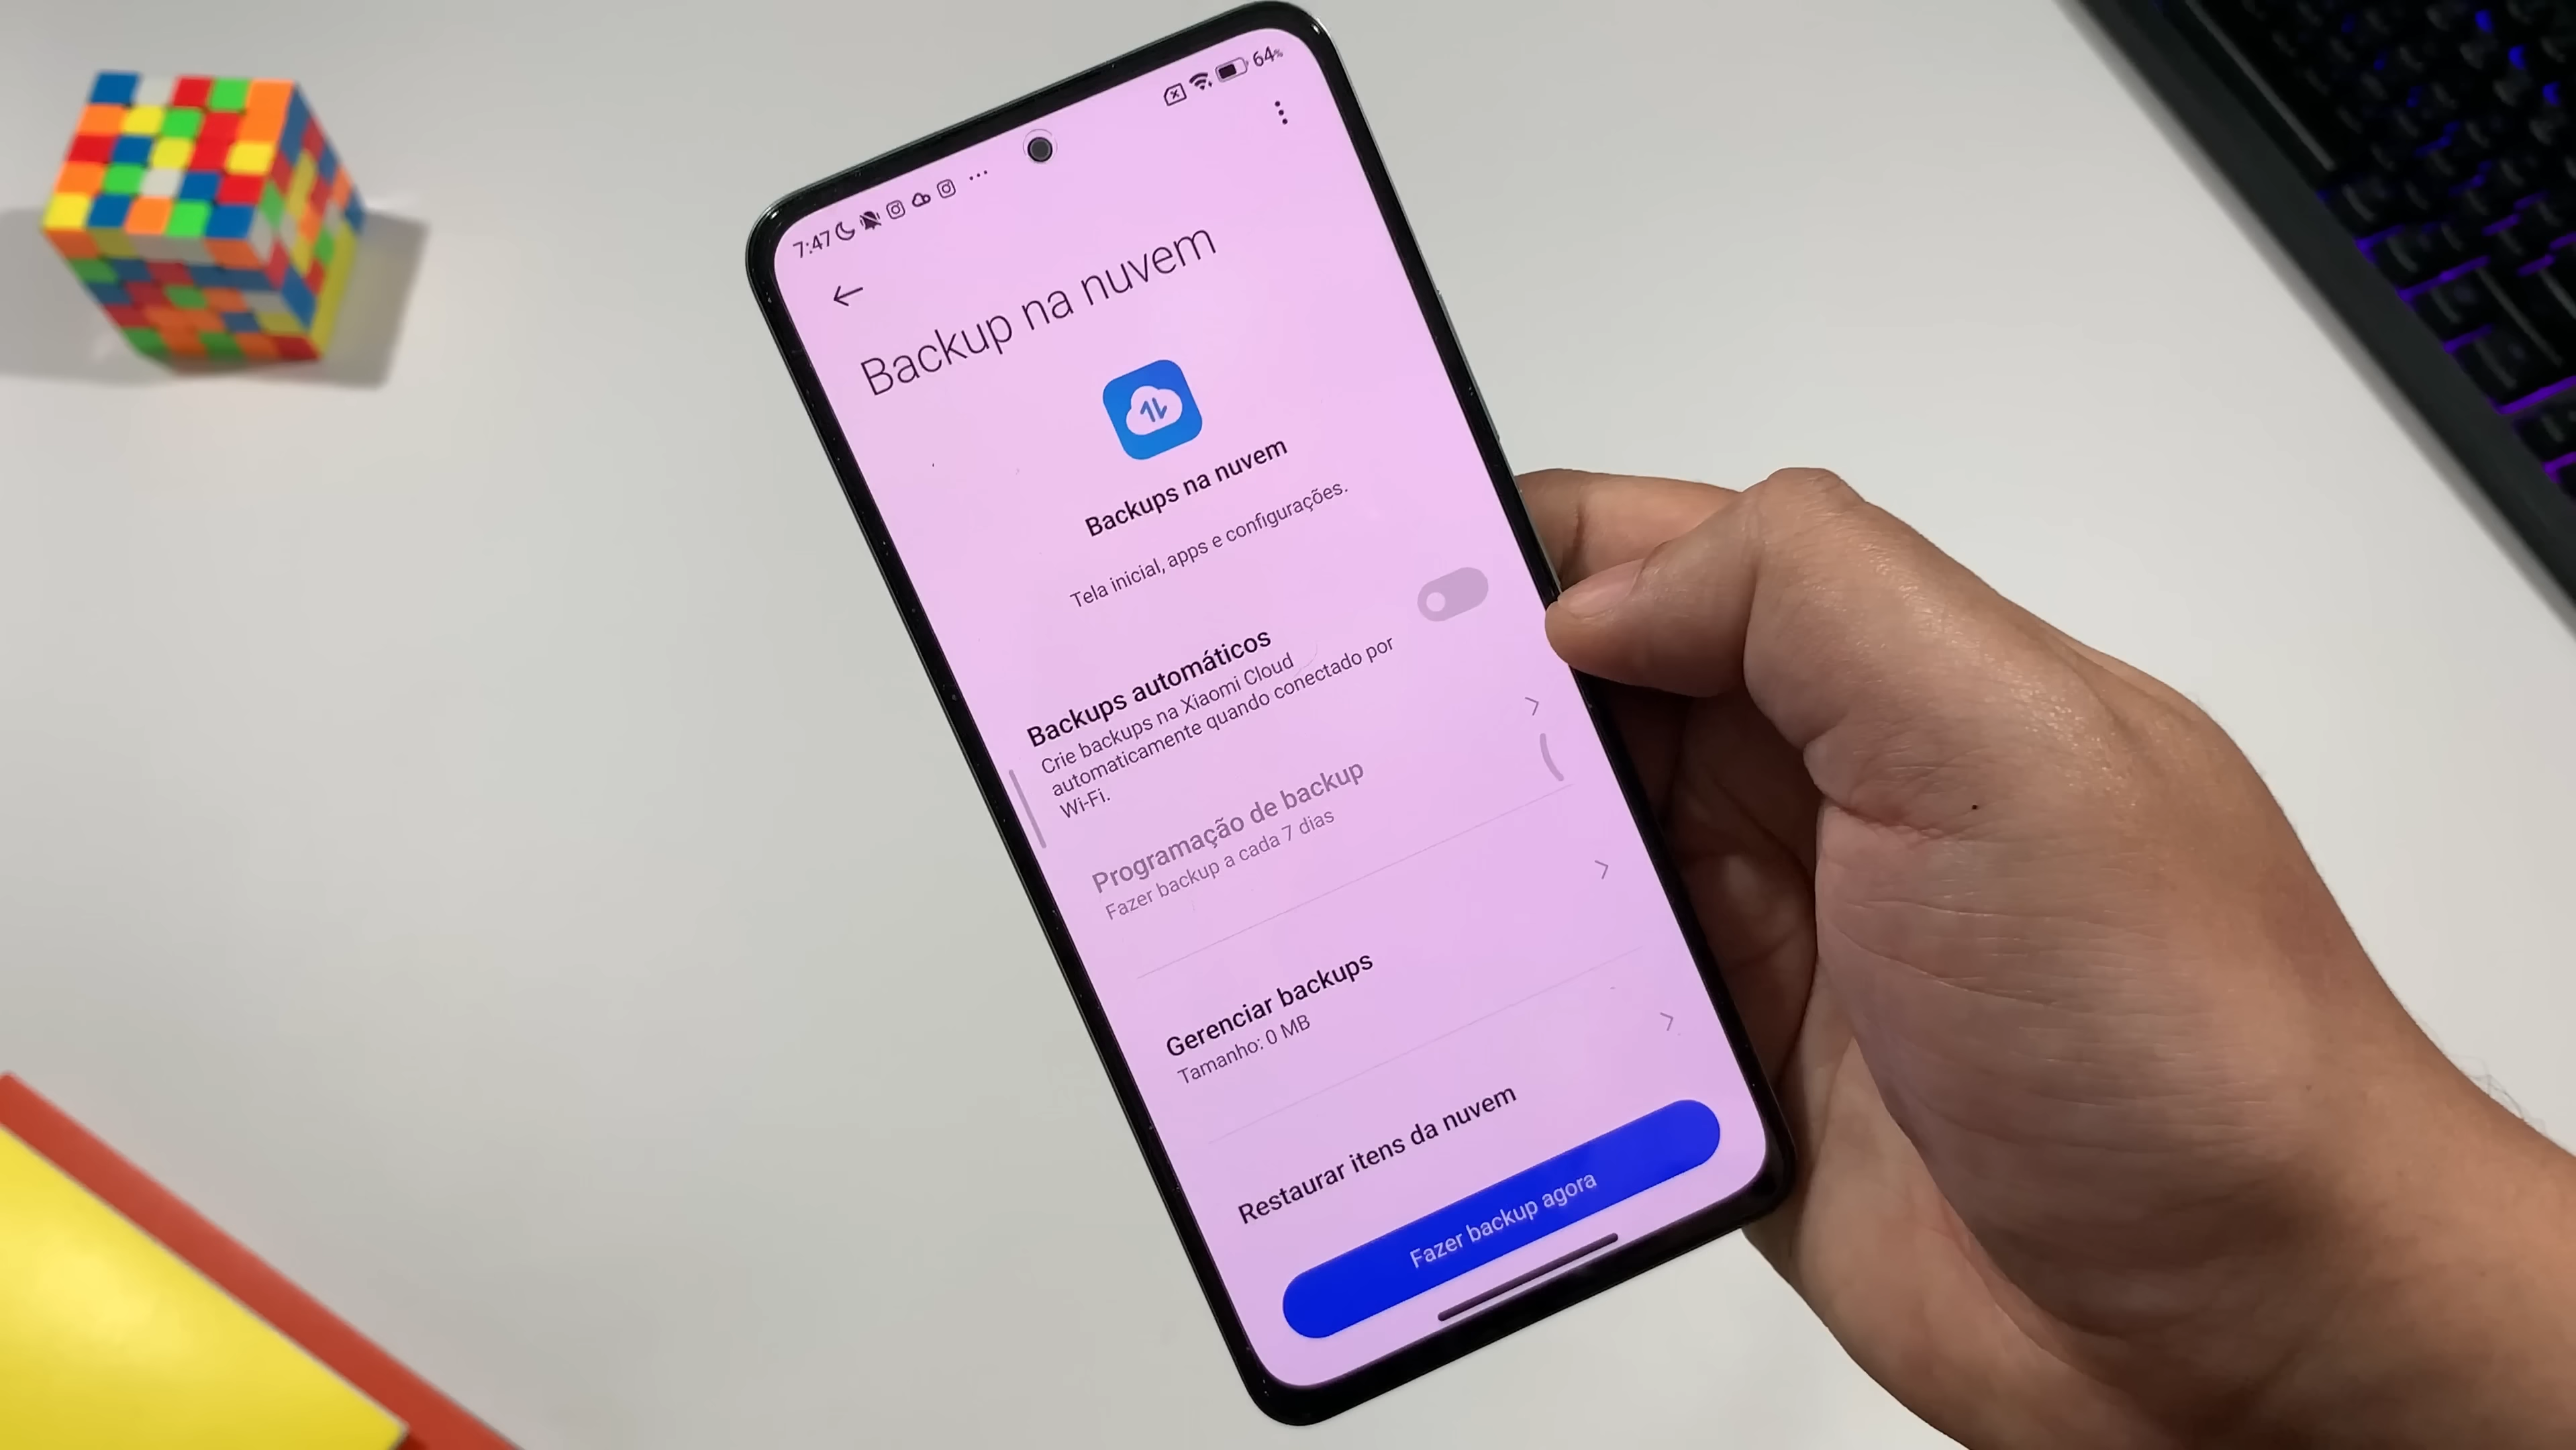 7:47
64%
Backup na nuvem
Backups na nuvem
Tela inicial, apps e configurações.
Backups automáticos
Crie backups na Xiaomi Cloud
automaticamente quando conectado por
Wi-Fi.
Programação de backup
Fazer backup a cada 7 dias
Gerenciar backups
Tamanho: 0 MB
Restaurar itens da nuvem
Fazer backup agora